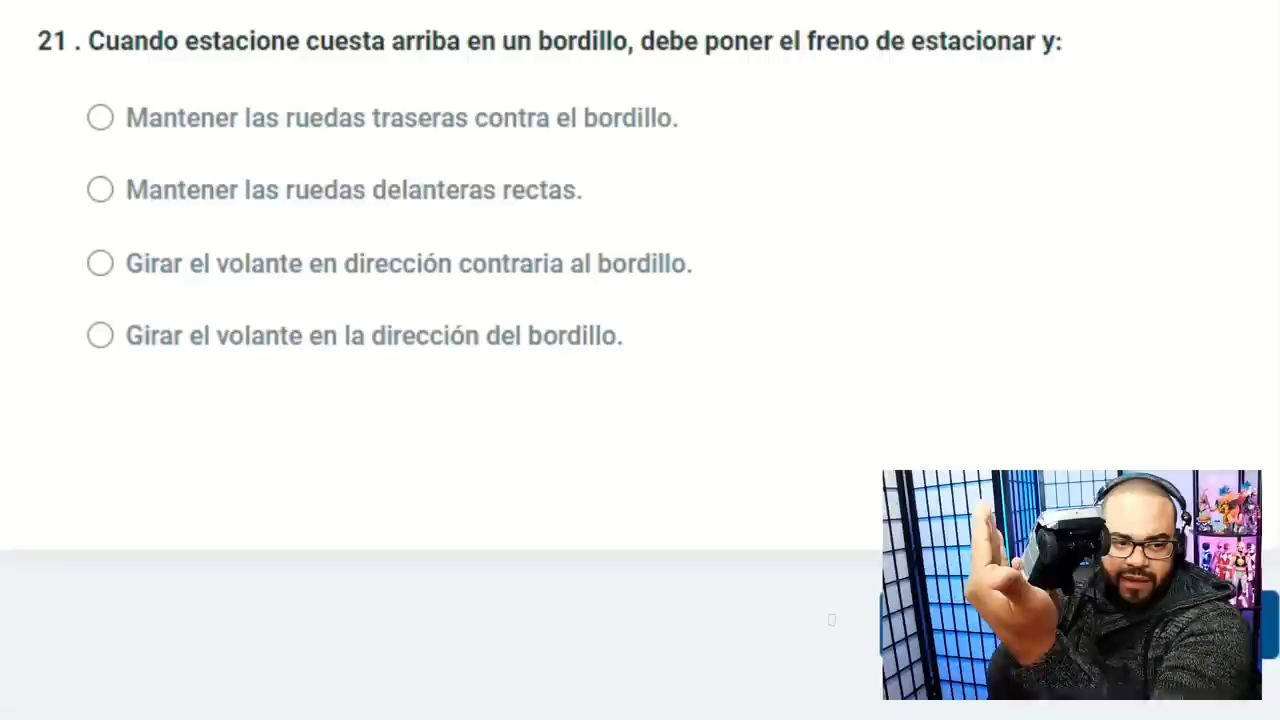 21 . Cuando estacione cuesta arriba en un bordillo, debe poner el freno de estacionar y:
Mantener las ruedas traseras contra el bordillo.
Mantener las ruedas delanteras rectas.
Girar el volante en dirección contraria al bordillo.
Girar el volante en la dirección del bordillo.